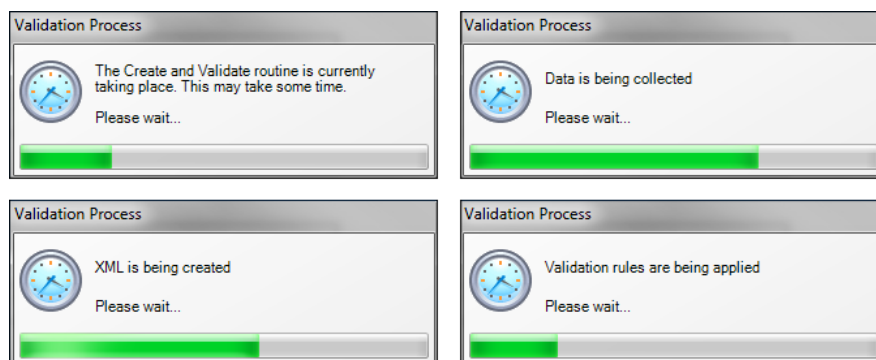 Validation Process
The Create and Validate routine is currently
taking place. This may take some time.
Please wait...
Validation Process
Data is being collected
Please wait...
Validation Process
XML is being created
Please wait...
Validation Process
Validation rules are being applied
Please wait...